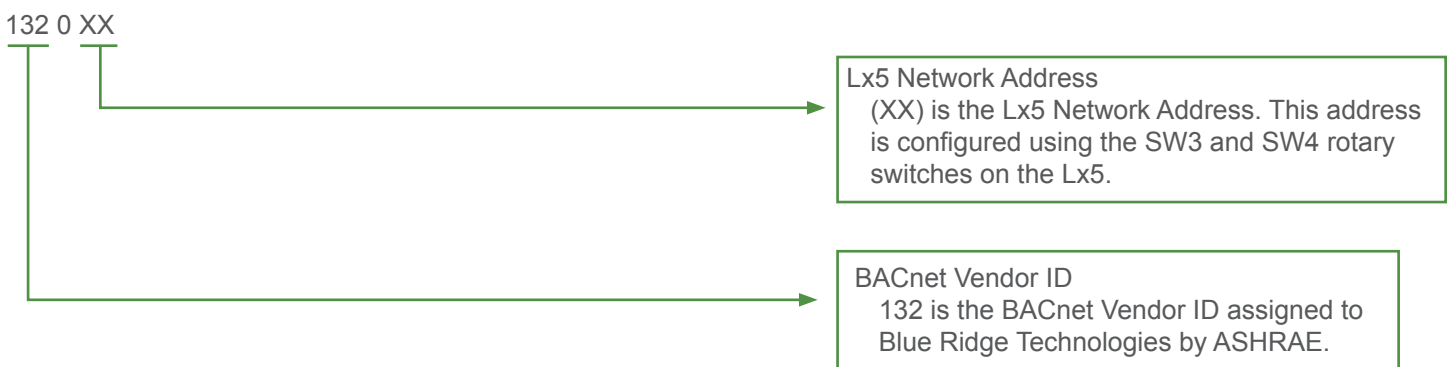 132 0 XX
Lx5 Network Address
(XX) is the Lx5 Network Address. This address
is configured using the SW3 and SW4 rotary
switches on the Lx5.
BACnet Vendor ID
132 is the BACnet Vendor ID assigned to
Blue Ridge Technologies by ASHRAE.